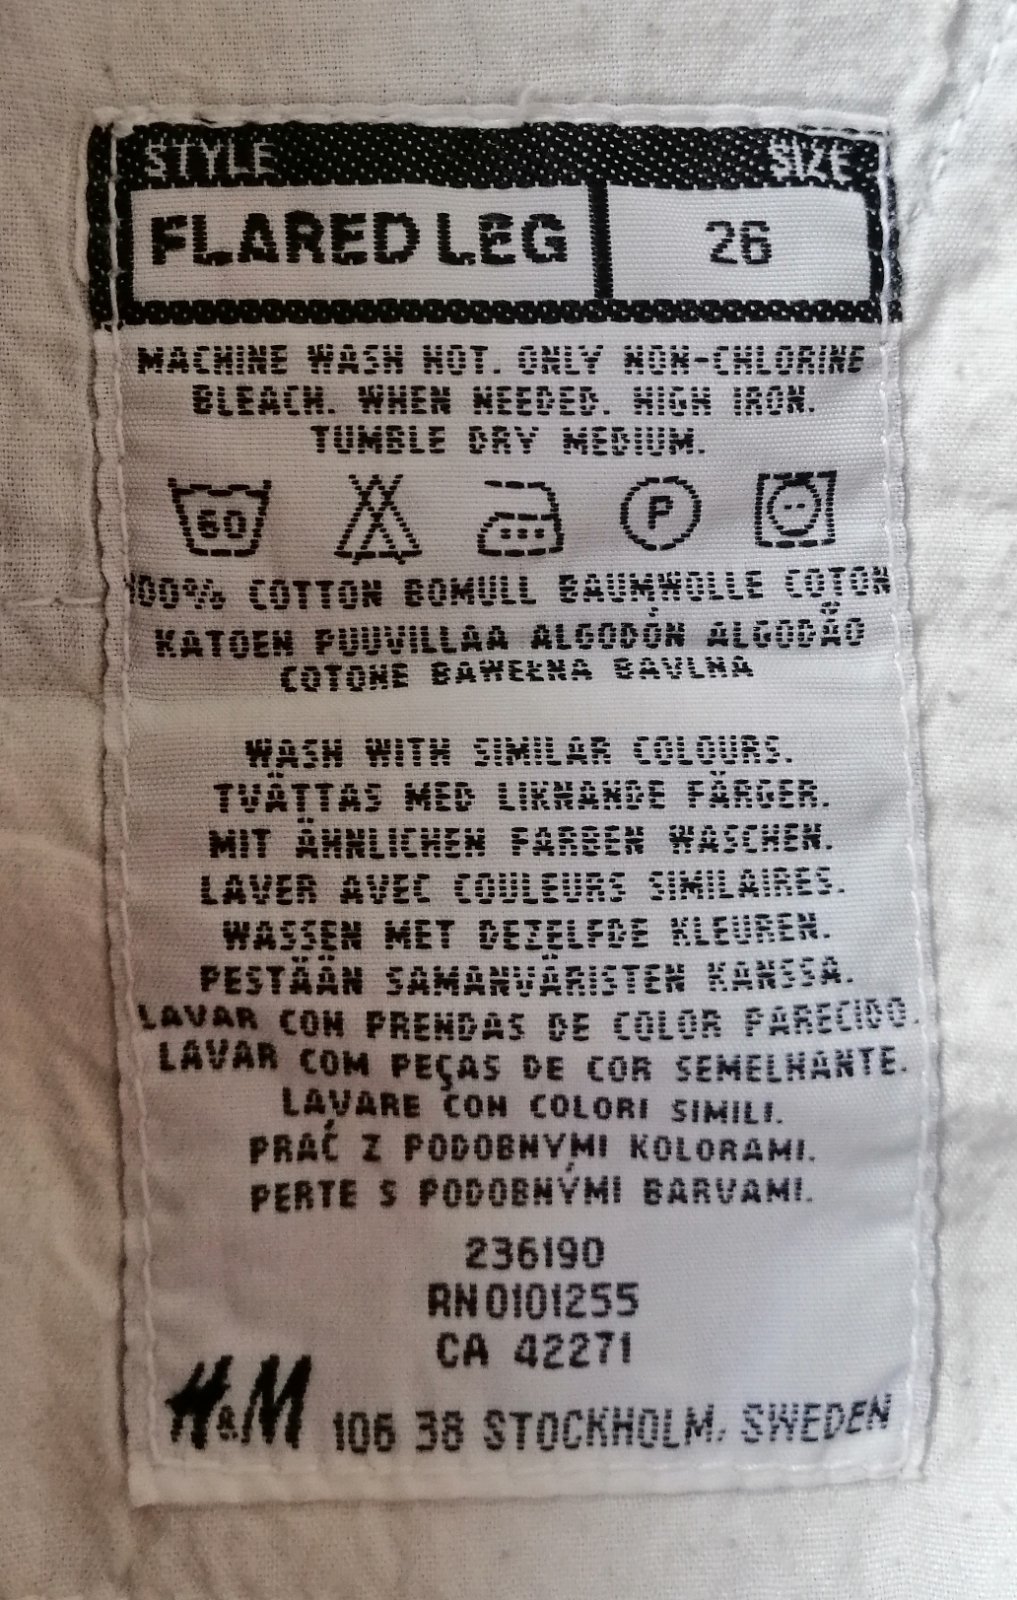 STYLE SIZE
FLARED LEG 26
MACHINE WASH HOT. ONLY NON-CHLORINE
BLEACH. WHEN NEEDED. HIGH IRON.
TUMBLE DRY MEDIUM.
60 P
100% COTTON BOMULL BAUMWOLLE COTON
KATOEN PUUVILLAA ALGODÓN ALGODÃO
COTONE BAWEŁNA BAVLNA
WASH WITH SIMILAR COLOURS.
TVÄTTAS MED LIKNANDE FÄRGER.
MIT ÄHNLICHEN FARBEN WASCHEN.
LAVER AVEC COULEURS SIMILAIRES.
WASSEN MET DEZELFDE KLEUREN.
PESTÄÄN SAMANVÄRISTEN KANSSA.
LAVAR CON PRENDAS DE COLOR PARECIDO.
LAVAR COM PEÇAS DE COR SEMELHANTE.
LAVARE CON COLORI SIMILI.
PRAĆ Z PODOBNYMI KOLORAMI.
PERTE S PODOBNÝMI BARVAMI.
236190
RN0101255
CA 42271
H&M 106 38 STOCKHOLM, SWEDEN